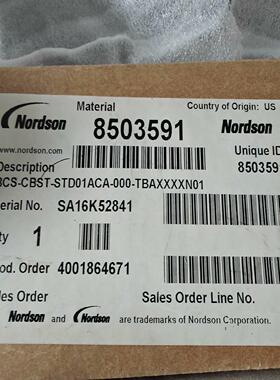 Nordson
Material
Country of Origin: US
8503591
Nordson
www.nordson.com
Unique ID
Description
850359
BCS-CBST-STD01ACA-000-TBAXXXXN01
erial No. SA16K52841
ty
1
od. Order 4001864671
les Order
Sales Order Line No.
Nordson and Nordson are trademarks of Nordson Corporation.